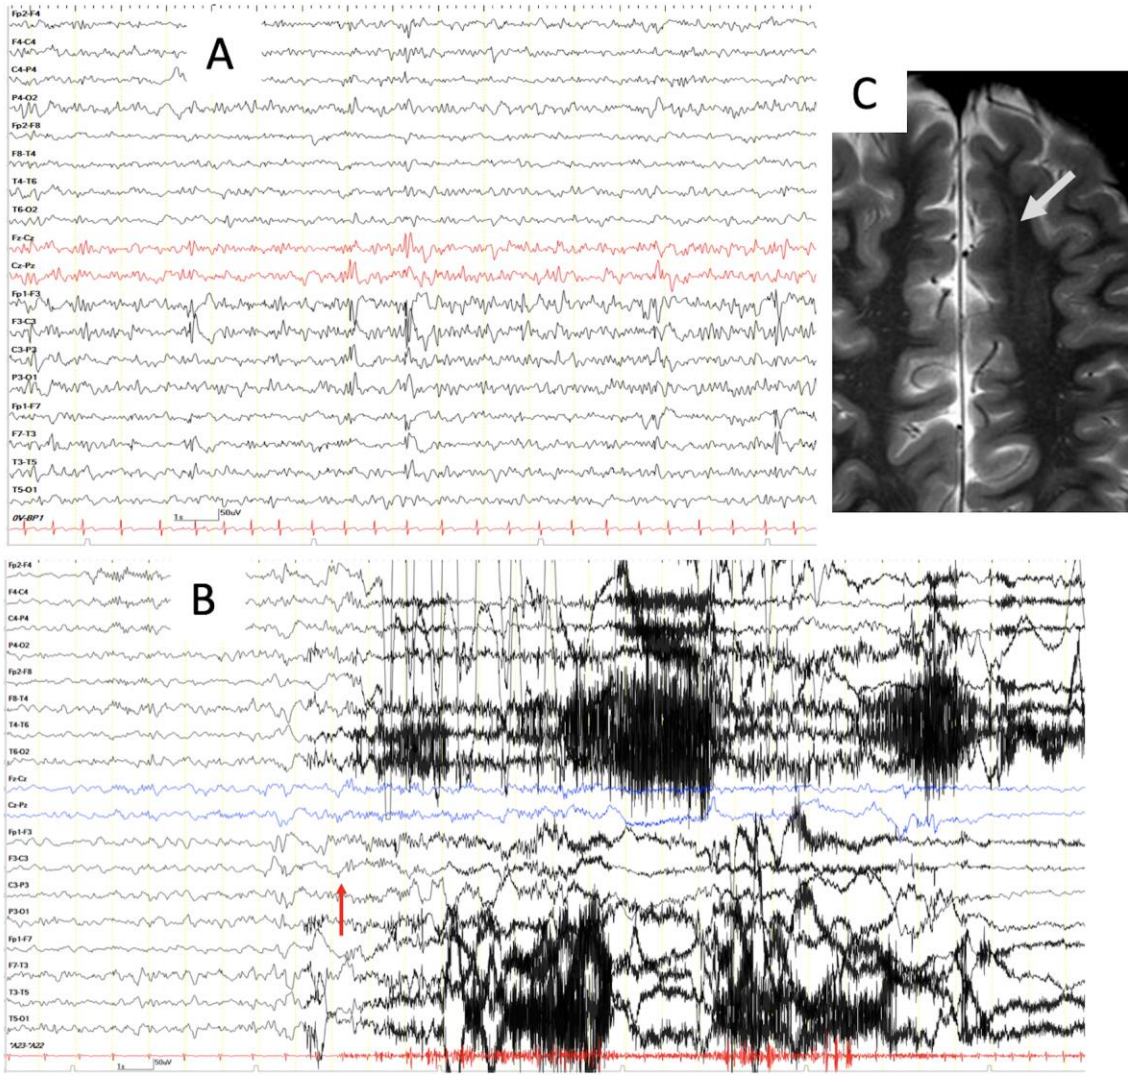 Fp2-F4
A
F4-C4
C4-P4
P4-O2
Fp2-F8
F8-T4
T4-T6
T6-O2
Fz-Cz
Cz-Pz
Fp1-F3
F3-C3
C3-P3
P3-O1
Fp1-F7
F7-T3
T3-T5
T5-O1
0V-BP1
1s 50uV
C
Fp2-F4
B
F4-C4
C4-P4
P4-O2
Fp2-F8
F8-T4
T4-T6
T6-O2
Fz-Cz
Cz-Pz
Fp1-F3
F3-C3
C3-P3
P3-O1
Fp1-F7
F7-T3
T3-T5
T5-O1
"A23-"A22
1s 50uV